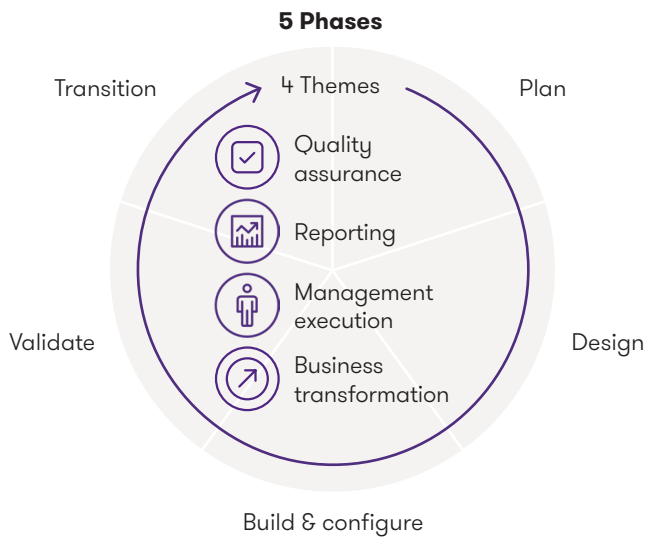 5 Phases
Transition
4 Themes
Plan
Quality
assurance
Reporting
Management
execution
Validate
Design
Business
transformation
Build & configure